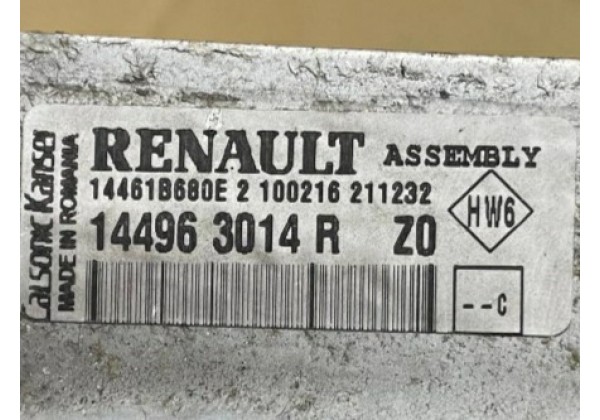 Calsonic Kansei
MADE IN ROMANIA
RENAULT ASSEMBLY
14461B680E 2 100216 211232
HW6
14496 3014 R Z0
--C